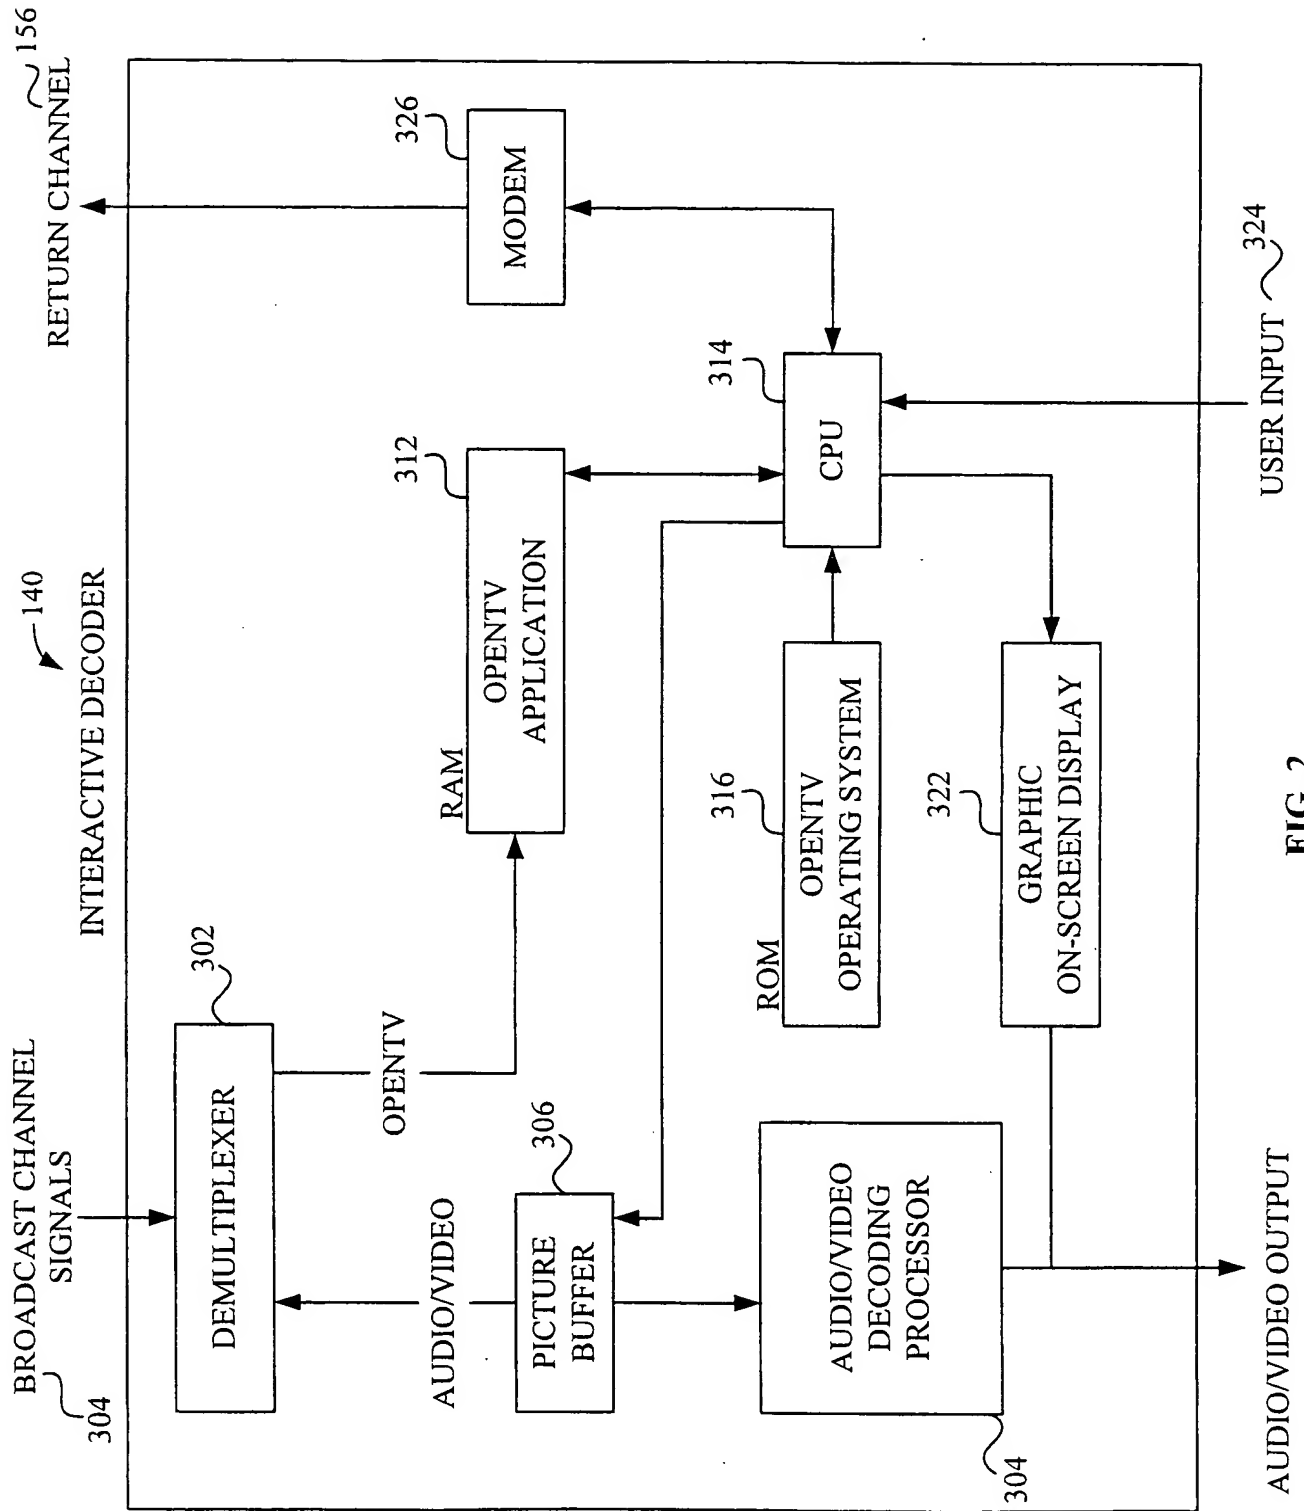 BROADCAST CHANNEL
SIGNALS
304
140
INTERACTIVE DECODER
RETURN CHANNEL
156
302
DEMULTIPLEXER
OPENTV
AUDIO/VIDEO
306
PICTURE
BUFFER
RAM
312
OPENTV
APPLICATION
326
MODEM
314
CPU
ROM
316
OPENTV
OPERATING SYSTEM
322
GRAPHIC
ON-SCREEN DISPLAY
AUDIO/VIDEO
DECODING
PROCESSOR
304
AUDIO/VIDEO OUTPUT
USER INPUT
324
FIG. 2